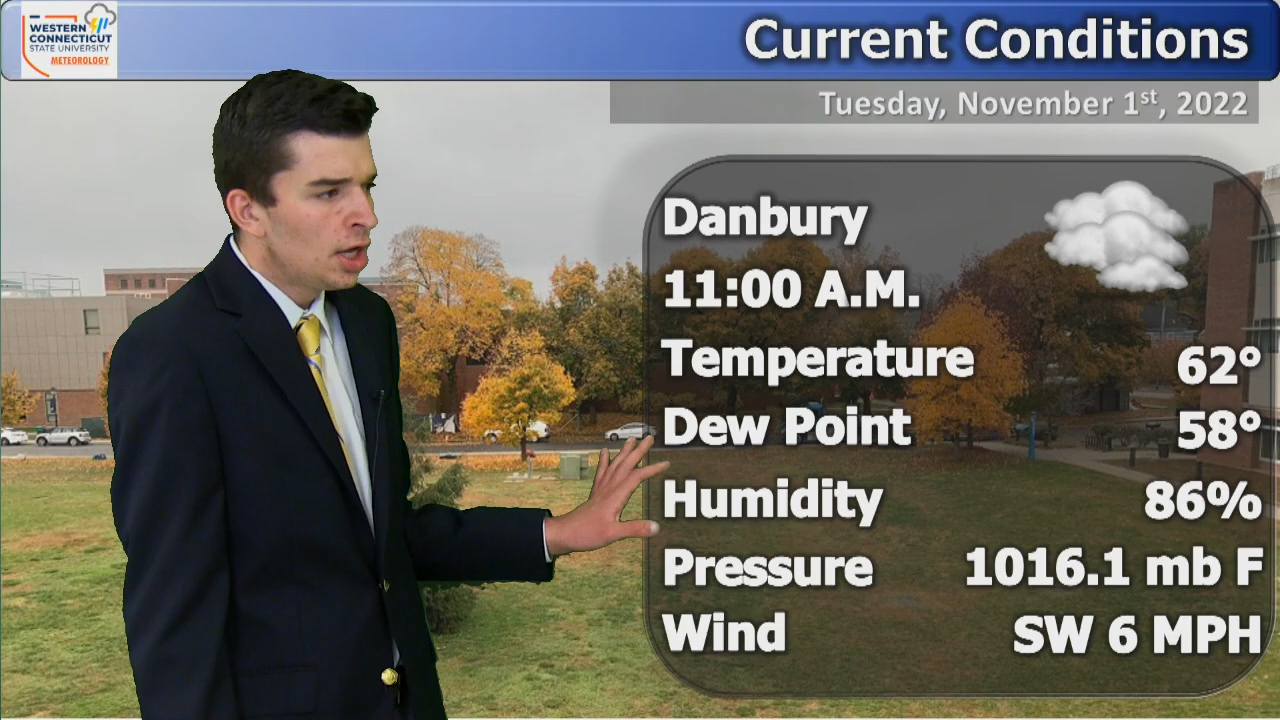 WESTERN
CONNECTICUT
STATE UNIVERSITY
METEOROLOGY
Current Conditions
Tuesday, November 1st, 2022
Danbury
11:00 A.M.
Temperature 62°
Dew Point 58°
Humidity 86%
Pressure 1016.1 mb F
Wind SW 6 MPH